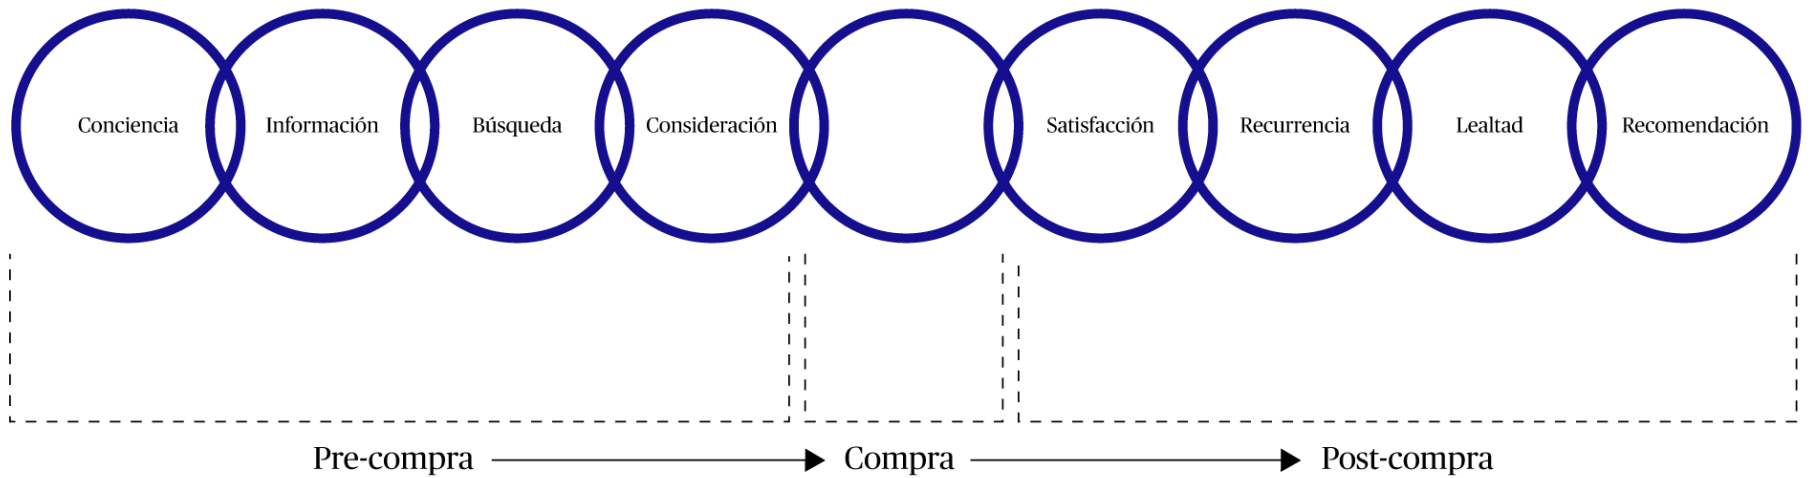 Conciencia
Información
Búsqueda
Consideración
Satisfacción
Recurrencia
Lealtad
Recomendación
Pre-compra
Compra
Post-compra